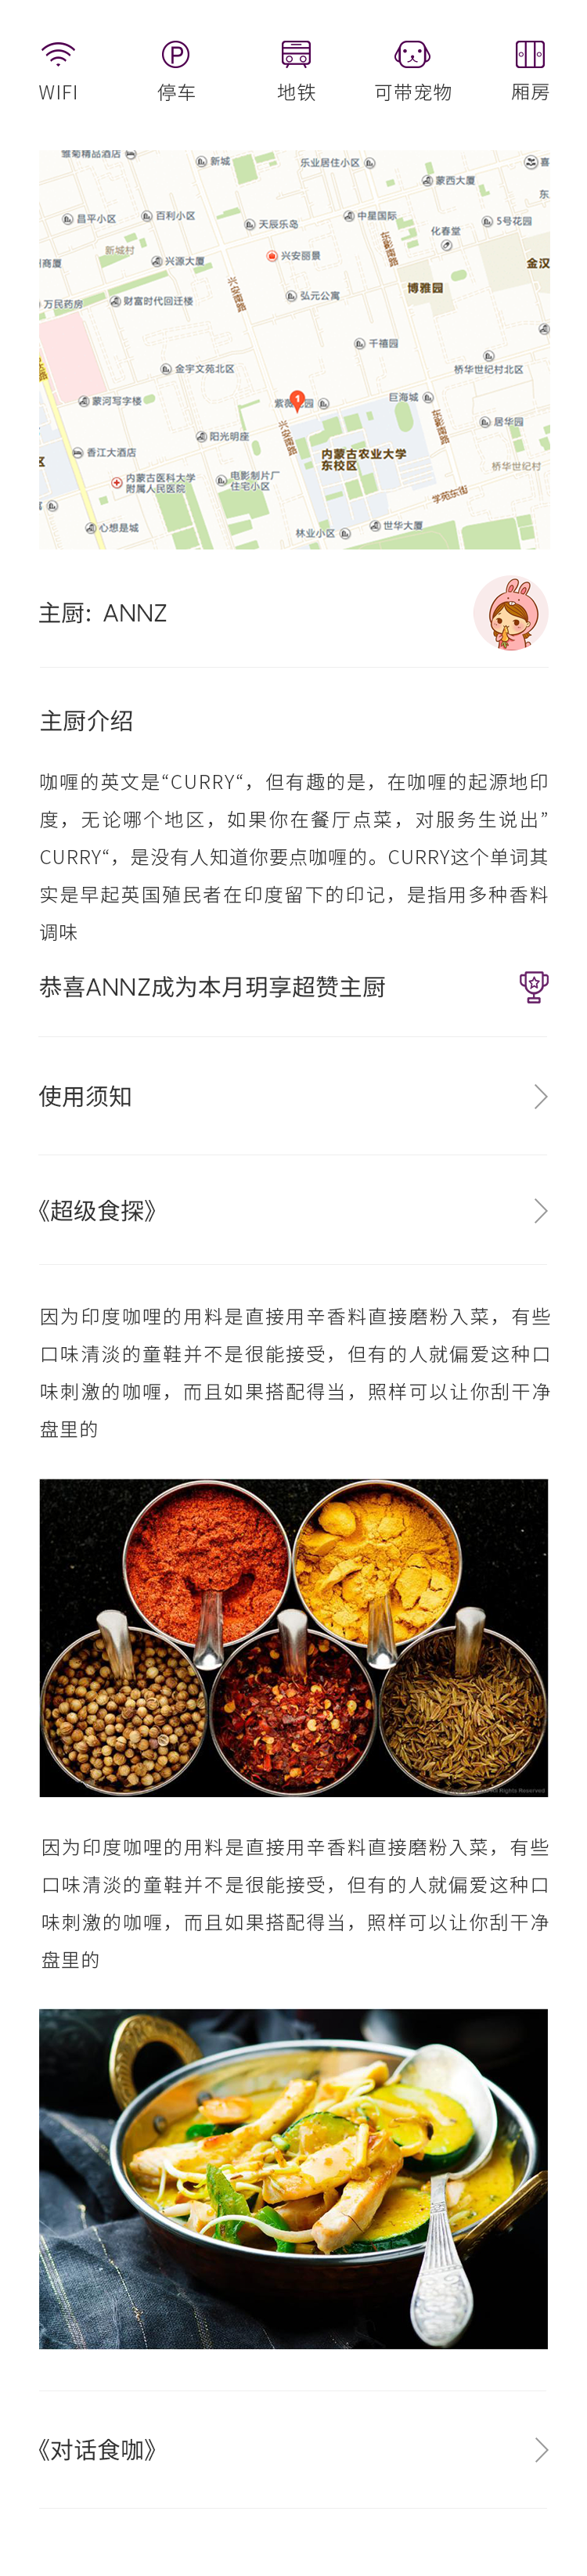 WIFI 停车 地铁 可带宠物 厢房
新城
乐业居住小区
喜
蒙西大厦
东
昌平小区
百利小区
天辰乐岛
中星国际
5号花园
化春堂
新城村
兴源大厦
兴安丽景
东影南路
金汉
商厦
兴安南路
博雅园
万民药房
财富时代回迁楼
弘元公寓
千禧园
金宇文苑北区
桥华世纪村北区
1
蒙河写字楼
巨海城
东影南路
居华园
阳光明座
兴安南路
香江大酒店
内蒙古农业大学
东校区
桥华世纪村
内蒙古医科大学
附属人民医院
电影制片厂
住宅小区
学苑东街
心想是城
林业小区
世华大厦
主厨: ANNZ
主厨介绍
咖喱的英文是“CURRY“，但有趣的是，在咖喱的起源地印
度，无论哪个地区，如果你在餐厅点菜，对服务生说出”
CURRY“，是没有人知道你要点咖喱的。CURRY这个单词其
实是早起英国殖民者在印度留下的印记，是指用多种香料
调味
恭喜ANNZ成为本月玥享超赞主厨
使用须知
《超级食探》
因为印度咖哩的用料是直接用辛香料直接磨粉入菜，有些
口味清淡的童鞋并不是很能接受，但有的人就偏爱这种口
味刺激的咖喱，而且如果搭配得当，照样可以让你刮干净
盘里的
All Rights Reserved
因为印度咖哩的用料是直接用辛香料直接磨粉入菜，有些
口味清淡的童鞋并不是很能接受，但有的人就偏爱这种口
味刺激的咖喱，而且如果搭配得当，照样可以让你刮干净
盘里的
《对话食咖》